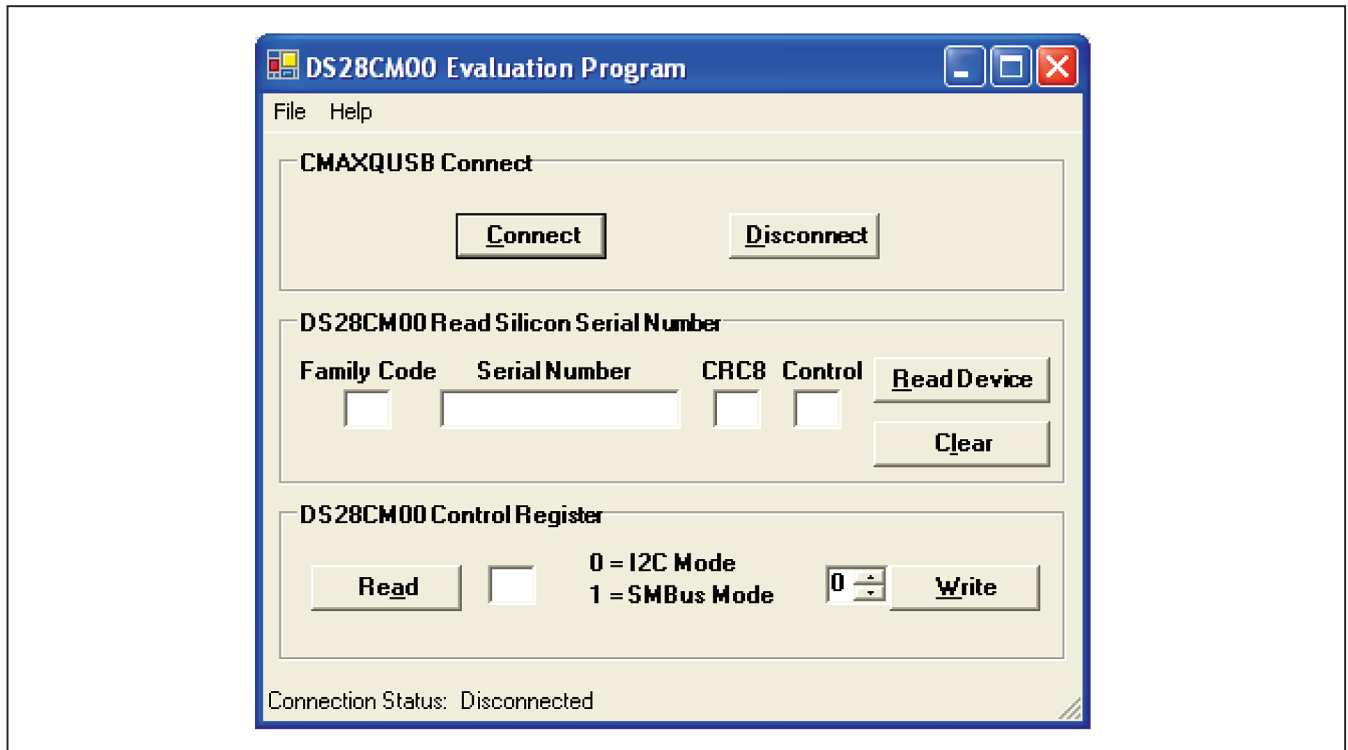 DS28CM00 Evaluation Program
File Help
CMAXQUSB Connect
Connect Disconnect
DS28CM00 Read Silicon Serial Number
Family Code Serial Number CRC8 Control Read Device
Clear
DS28CM00 Control Register
Read 0 = I2C Mode 0 Write
1 = SMBus Mode
Connection Status: Disconnected